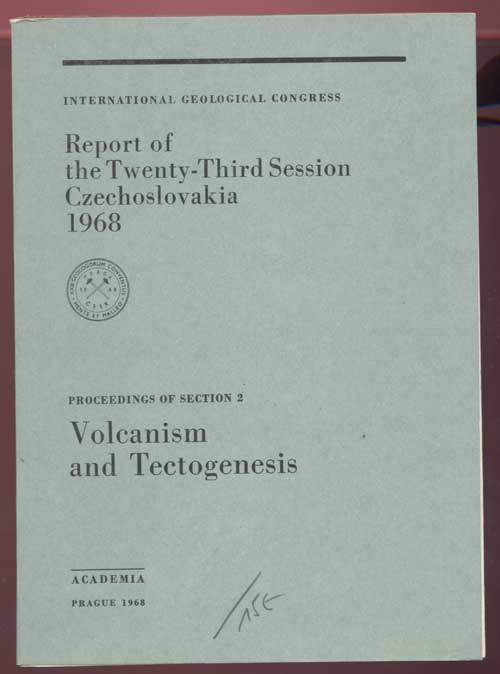 INTERNATIONAL GEOLOGICAL CONGRESS
Report of
the Twenty-Third Session
Czechoslovakia
1968
PROCEEDINGS OF SECTION 2
Volcanism
and Tectogenesis
ACADEMIA
PRAGUE 1968
15€